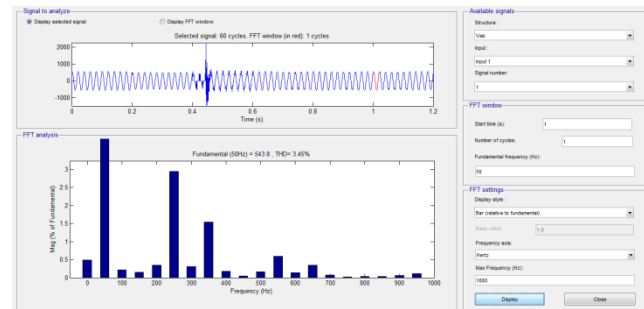 Signal to analyze
Display selected signal
Display FFT window
Selected signal: 60 cycles. FFT window (in red): 1 cycles
2000
1000
0
-1000
0 0.2 0.4 0.6 0.8 1 1.2
Time (s)
FFT analysis
Fundamental (50Hz) = 543.8 , THD= 3.45%
Mag (% of Fundamental)
3
2.5
2
1.5
1
0.5
0
0 100 200 300 400 500 600 700 800 900 1000
Frequency (Hz)
Available signals
Structure :
Input :
input 1
Signal number:
1
FFT window
Start time (s): 1
Number of cycles: 1
Fundamental frequency (Hz):
50
FFT settings
Display style :
Bar (relative to fundamental)
Base value: 1.0
Frequency axis:
Hertz
Max Frequency (Hz):
1000
Display
Close